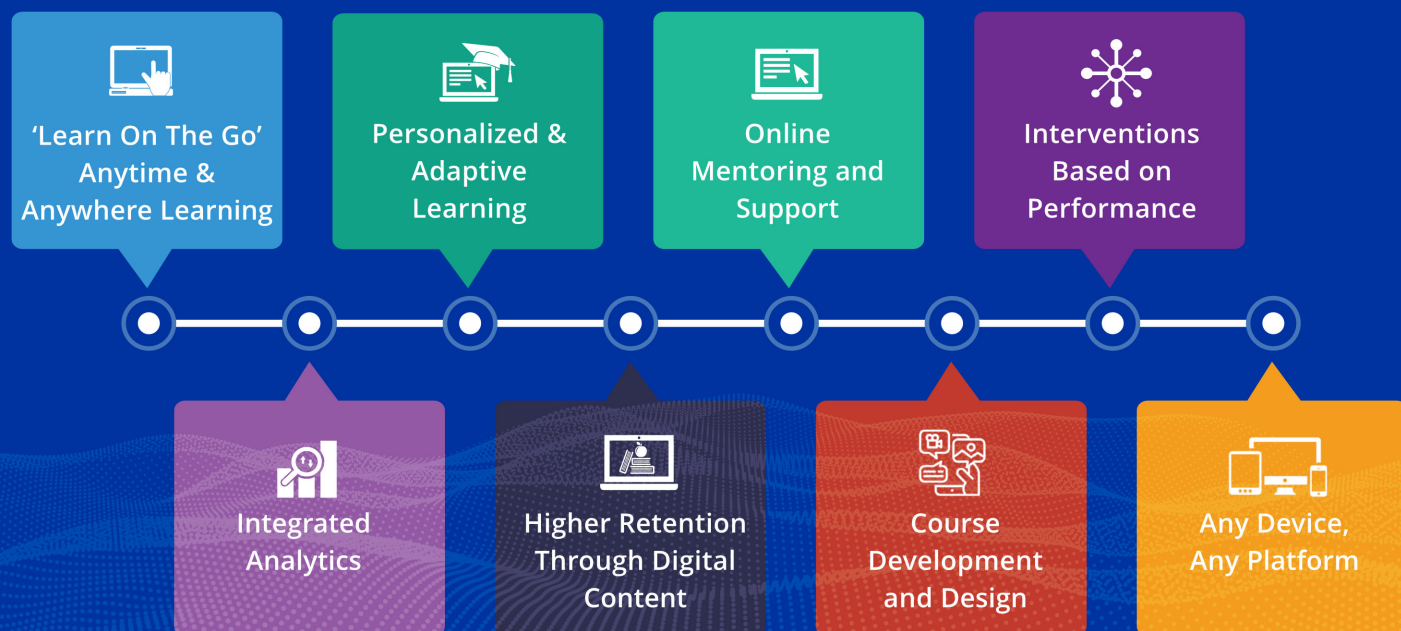 ‘Learn On The Go’
Anytime &
Anywhere Learning
Personalized &
Adaptive
Learning
Online
Mentoring and
Support
Interventions
Based on
Performance
Integrated
Analytics
Higher Retention
Through Digital
Content
Course
Development
and Design
Any Device,
Any Platform